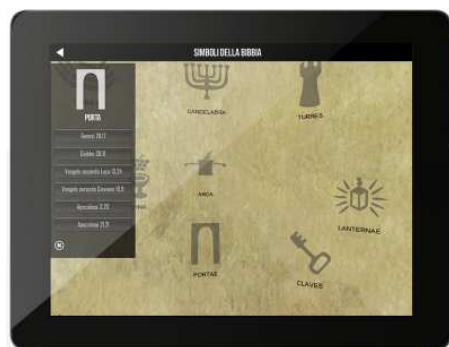 SIMBOLI DELLA BIBBIA
PORTA
Genesi 28,17
Giobbe 38,8
Vangelo secondo Luca 13,24
Vangelo secondo Giovanni 10,9
Apocalisse 3,20
Apocalisse 21,21
CANDELABRA
TURRES
ARCA
LANTERNAE
PORTAE
CLAVES